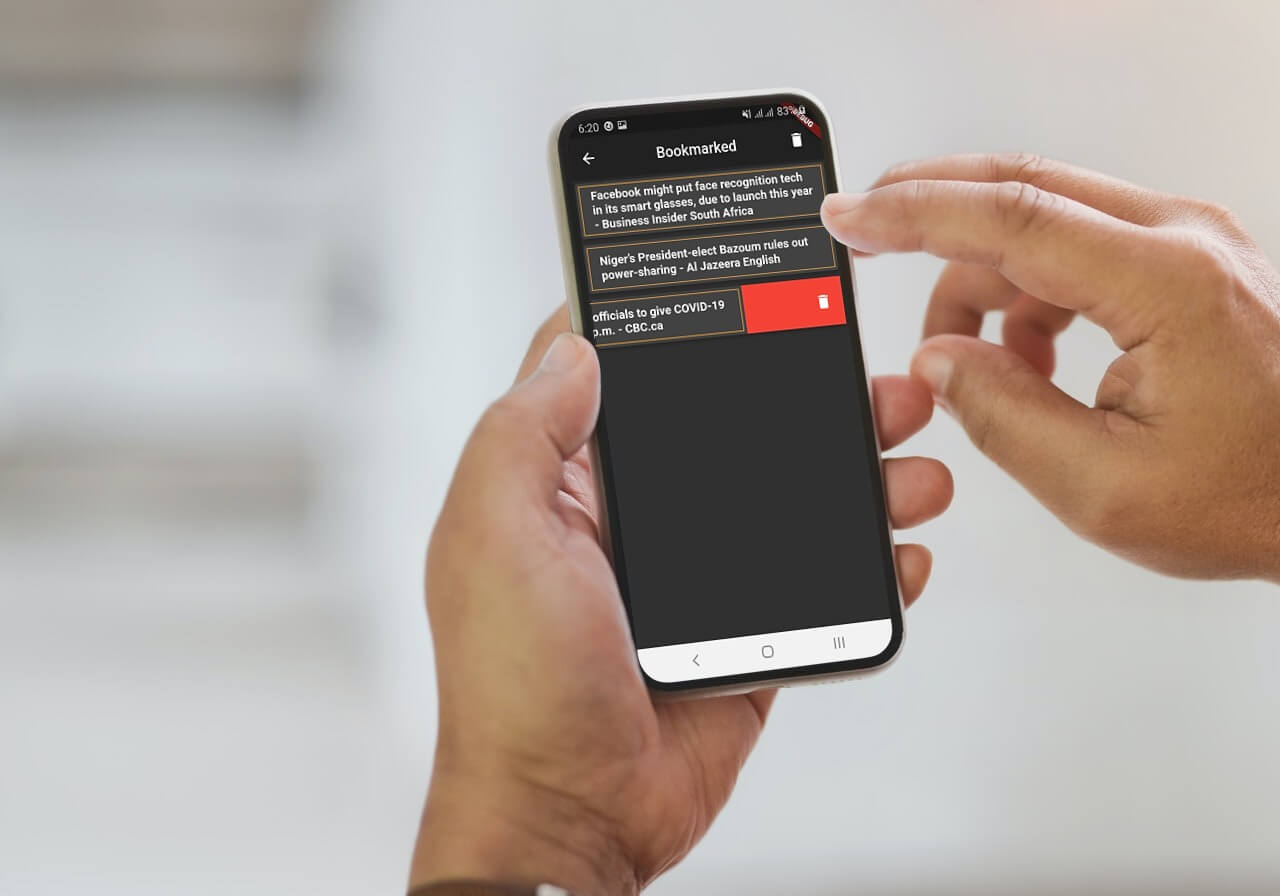 6:20
83%
Bookmarked
Facebook might put face recognition tech
in its smart glasses, due to launch this year
- Business Insider South Africa
Niger's President-elect Bazoum rules out
power-sharing - Al Jazeera English
officials to give COVID-19
p.m. - CBC.ca